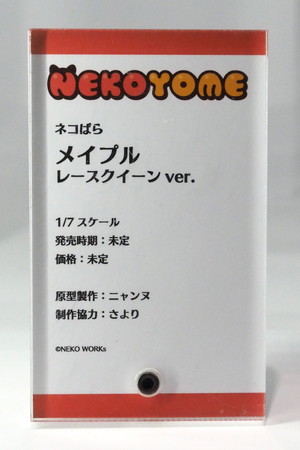 NEKOYOME
ネコぱら
メイプル
レースクイーン ver.
1/7 スケール
発売時期：未定
価格：未定
原型製作：ニャンヌ
制作協力：さより
©NEKO WORKs